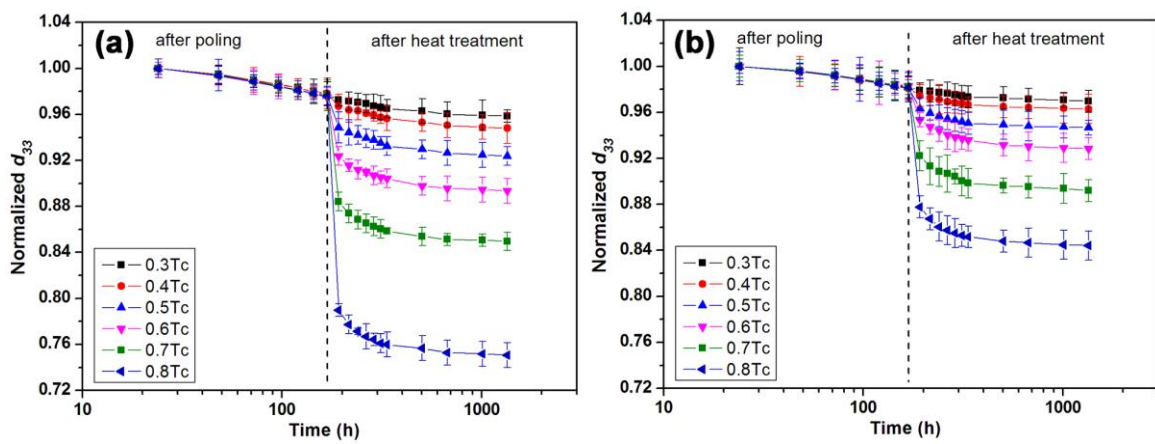 (a)
after poling
after heat treatment
Normalized d33
1.04
1.00
0.96
0.92
0.88
0.84
0.80
0.76
0.72
0.3Tc
0.4Tc
0.5Tc
0.6Tc
0.7Tc
0.8Tc
10
100
1000
Time (h)
(b)
after poling
after heat treatment
Normalized d33
1.04
1.00
0.96
0.92
0.88
0.84
0.80
0.76
0.72
0.3Tc
0.4Tc
0.5Tc
0.6Tc
0.7Tc
0.8Tc
10
100
1000
Time (h)